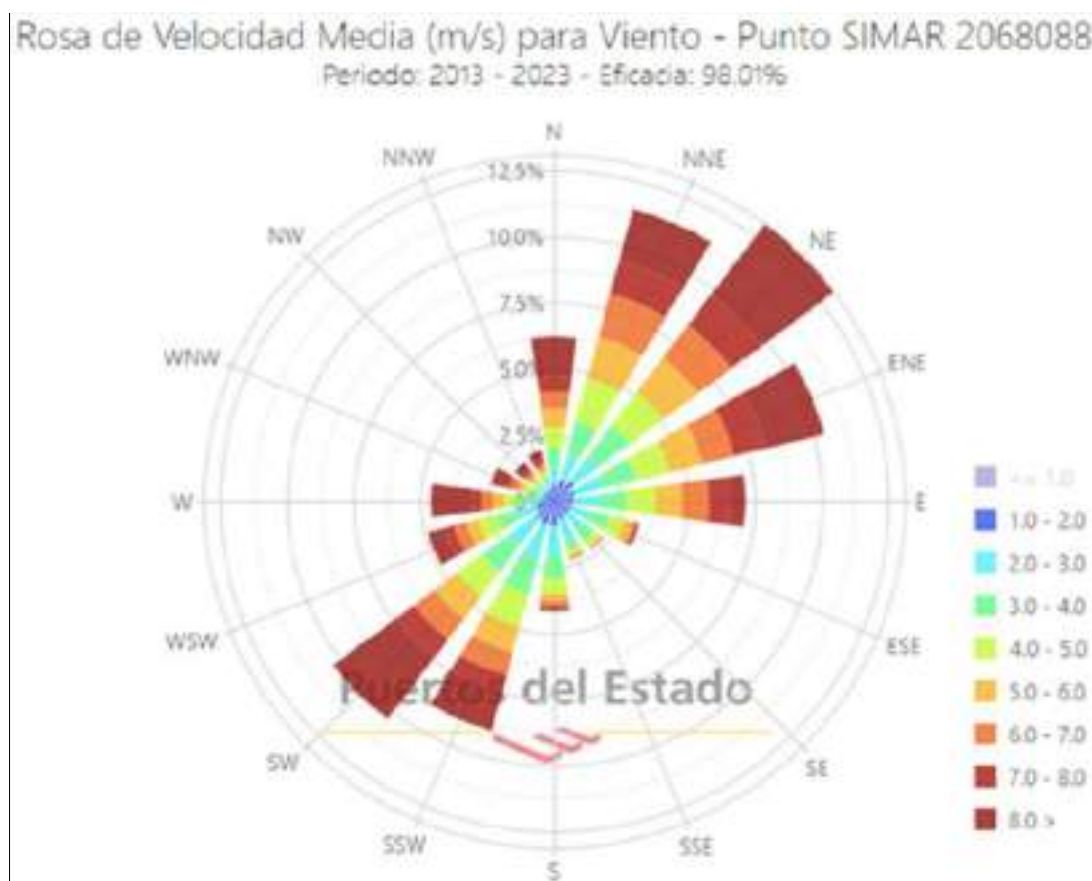 Rosa de Velocidad Media (m/s) para Viento - Punto SIMAR 2068088
Periodo: 2013 - 2023 - Eficacia: 98.01%
N
NNW
NNE
12.5%
NW
NE
10.0%
7.5%
WNW
ENE
5.0%
2.5%
W
E
<= 1.0
1.0 - 2.0
2.0 - 3.0
3.0 - 4.0
4.0 - 5.0
5.0 - 6.0
6.0 - 7.0
7.0 - 8.0
8.0 >
WSW
ESE
Puertos del Estado
SW
SE
SSW
SSE
S